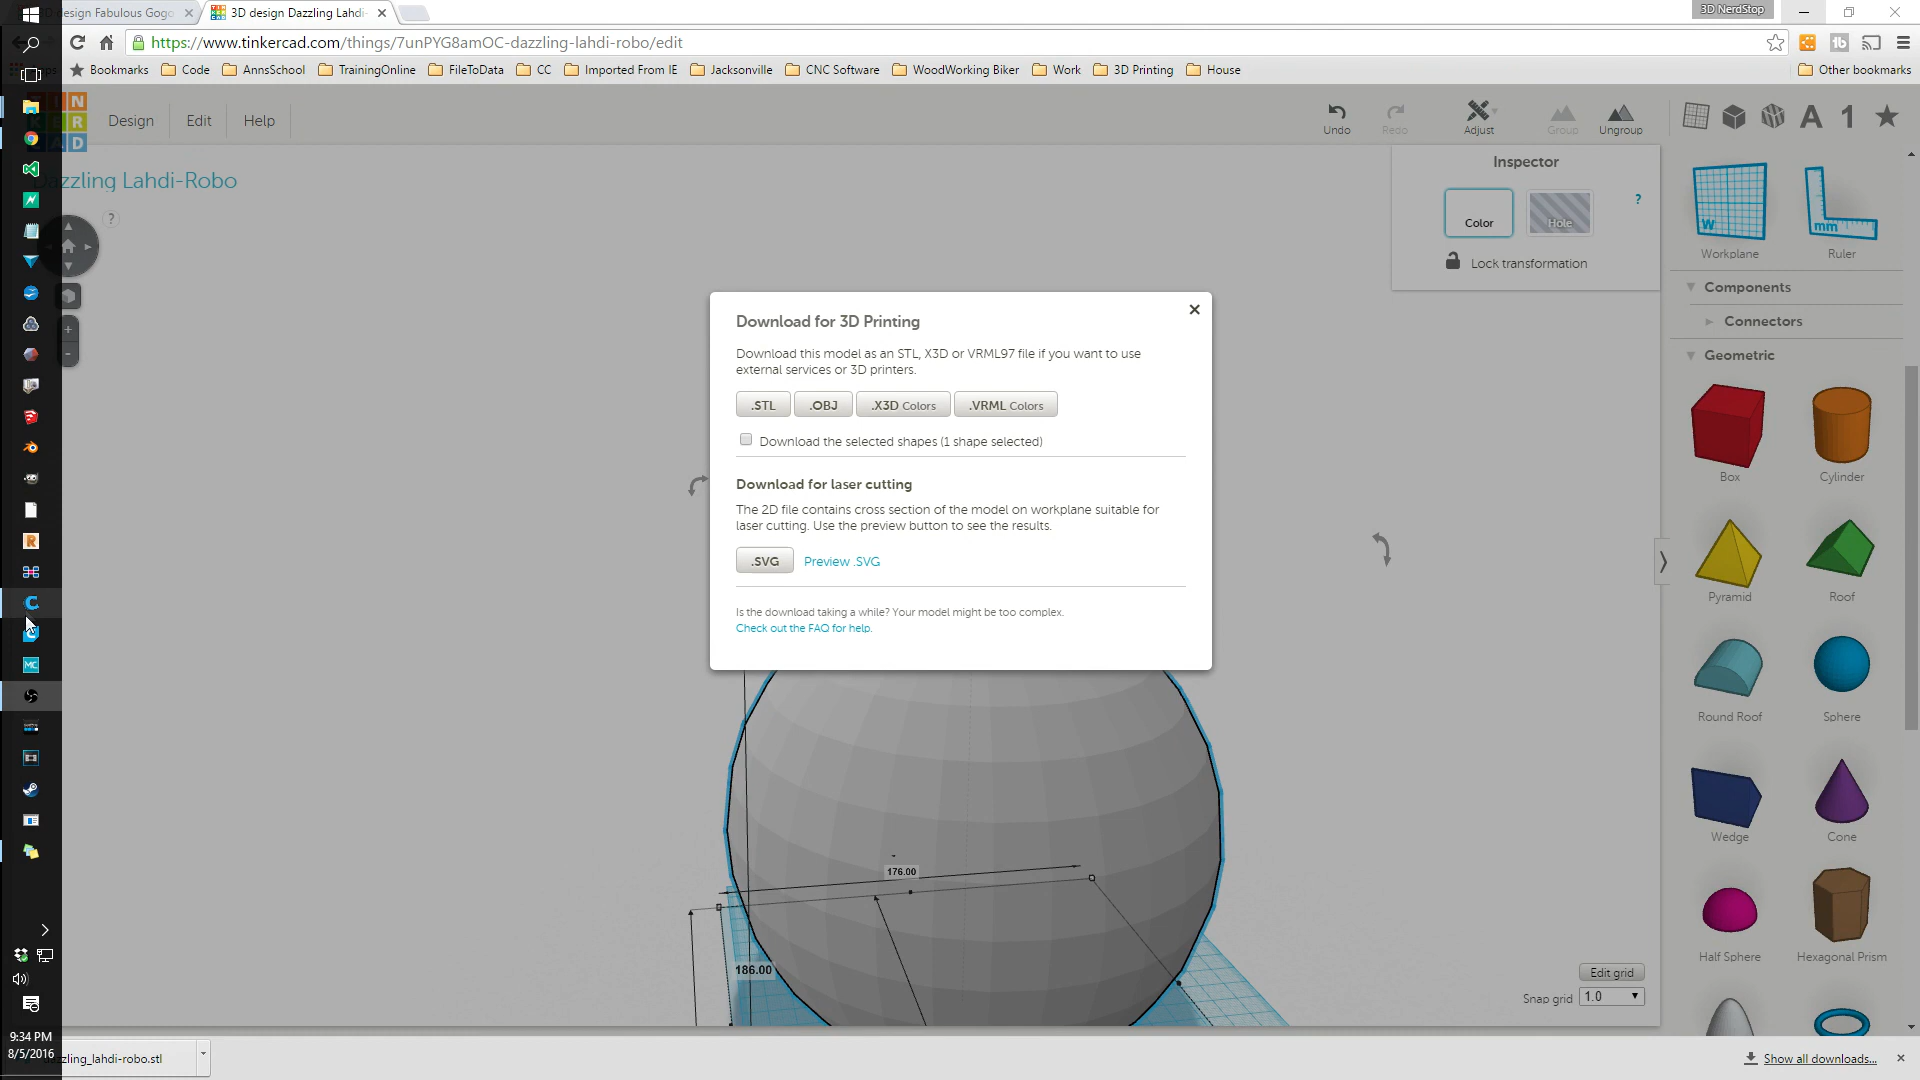 3D design Fabulous Gogo
3D design Dazzling Lahdi-
3D NerdStop
https://www.tinkercad.com/things/7unPYG8amOC-dazzling-lahdi-robo/edit
Bookmarks
Code
AnnsSchool
TrainingOnline
FileToData
CC
Imported From IE
Jacksonville
CNC Software
WoodWorking Biker
Work
3D Printing
House
Other bookmarks
Design
Edit
Help
Undo
Redo
Adjust
Group
Ungroup
Dazzling Lahdi-Robo
Inspector
Color
Hole
?
Lock transformation
Workplane
Ruler
mm
W
Components
Connectors
Geometric
Box
Cylinder
Pyramid
Roof
Round Roof
Sphere
Wedge
Cone
Half Sphere
Hexagonal Prism
Download for 3D Printing
Download this model as an STL, X3D or VRML97 file if you want to use
external services or 3D printers.
.STL
.OBJ
.X3D Colors
.VRML Colors
Download the selected shapes (1 shape selected)
Download for laser cutting
The 2D file contains cross section of the model on workplane suitable for
laser cutting. Use the preview button to see the results.
.SVG
Preview .SVG
Is the download taking a while? Your model might be too complex.
Check out the FAQ for help.
176.00
186.00
Edit grid
Snap grid
1.0
9:34 PM
8/5/2016
zzling_lahdi-robo.stl
Show all downloads...